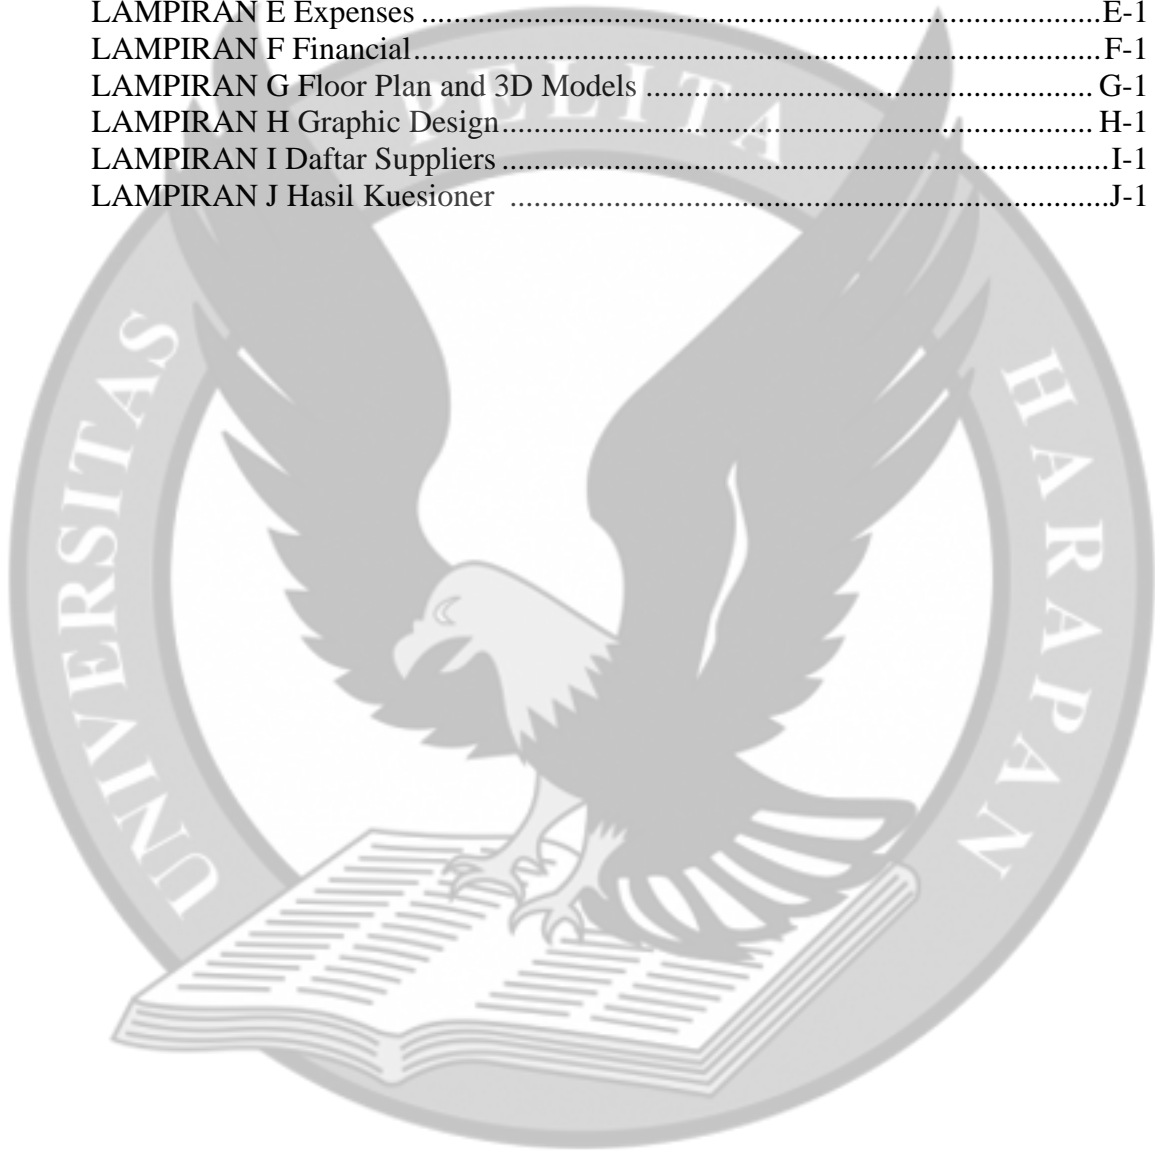 LAMPIRAN E Expenses ....................................................................................E-1
LAMPIRAN F Financial.....................................................................................F-1
LAMPIRAN G Floor Plan and 3D Models ....................................................... G-1
LAMPIRAN H Graphic Design......................................................................... H-1
LAMPIRAN I Daftar Suppliers ...........................................................................I-1
LAMPIRAN J Hasil Kuesioner ..........................................................................J-1
UNIVERSITAS PELITA HARAPAN